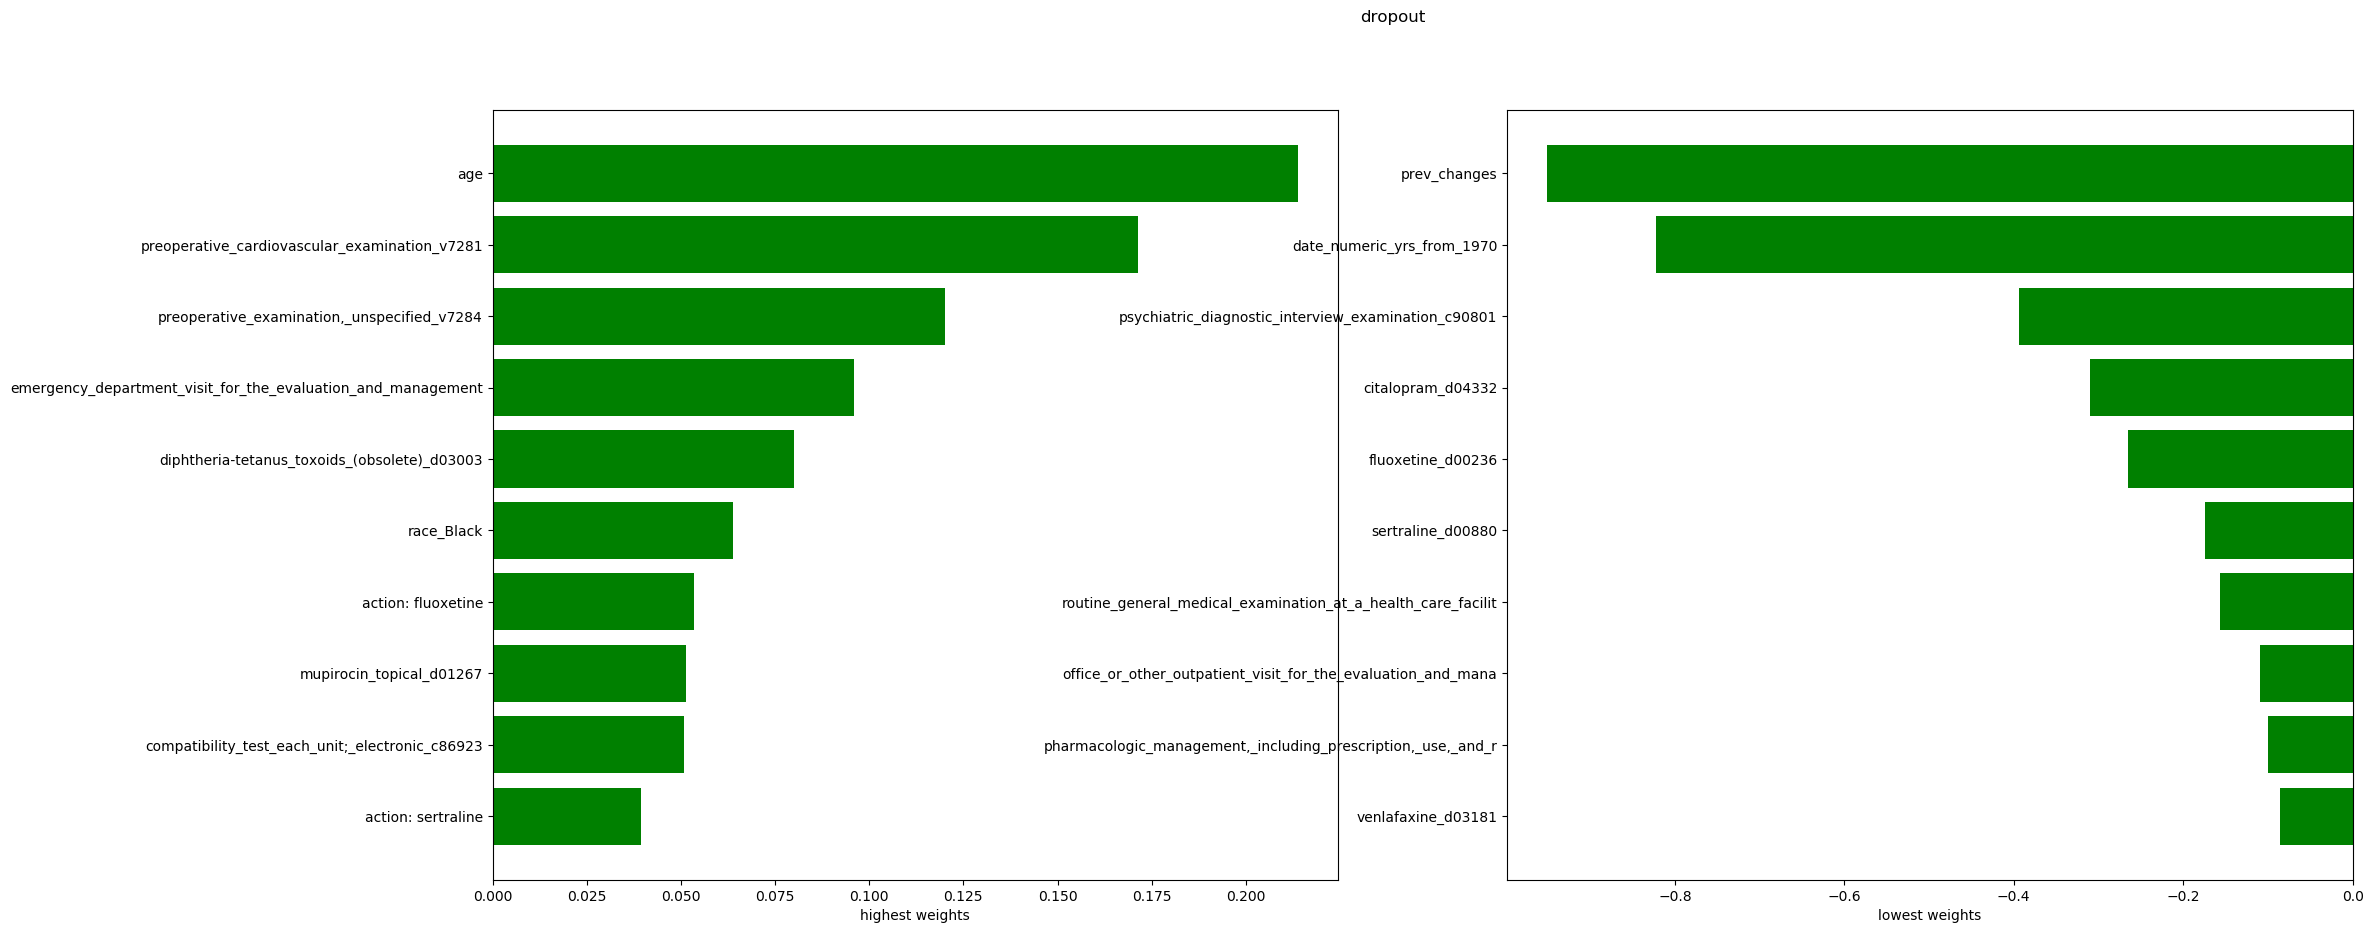 dropout
age
preoperative_cardiovascular_examination_v7281
preoperative_examination,_unspecified_v7284
emergency_department_visit_for_the_evaluation_and_management
diphtheria-tetanus_toxoids_(obsolete)_d03003
race_Black
action: fluoxetine
mupirocin_topical_d01267
compatibility_test_each_unit;_electronic_c86923
action: sertraline
0.000 0.025 0.050 0.075 0.100 0.125 0.150 0.175 0.200
highest weights
prev_changes
date_numeric_yrs_from_1970
psychiatric_diagnostic_interview_examination_c90801
citalopram_d04332
fluoxetine_d00236
sertraline_d00880
routine_general_medical_examination_at_a_health_care_facilit
office_or_other_outpatient_visit_for_the_evaluation_and_mana
pharmacologic_management,_including_prescription,_use,_and_r
venlafaxine_d03181
−0.8 −0.6 −0.4 −0.2 0.0
lowest weights